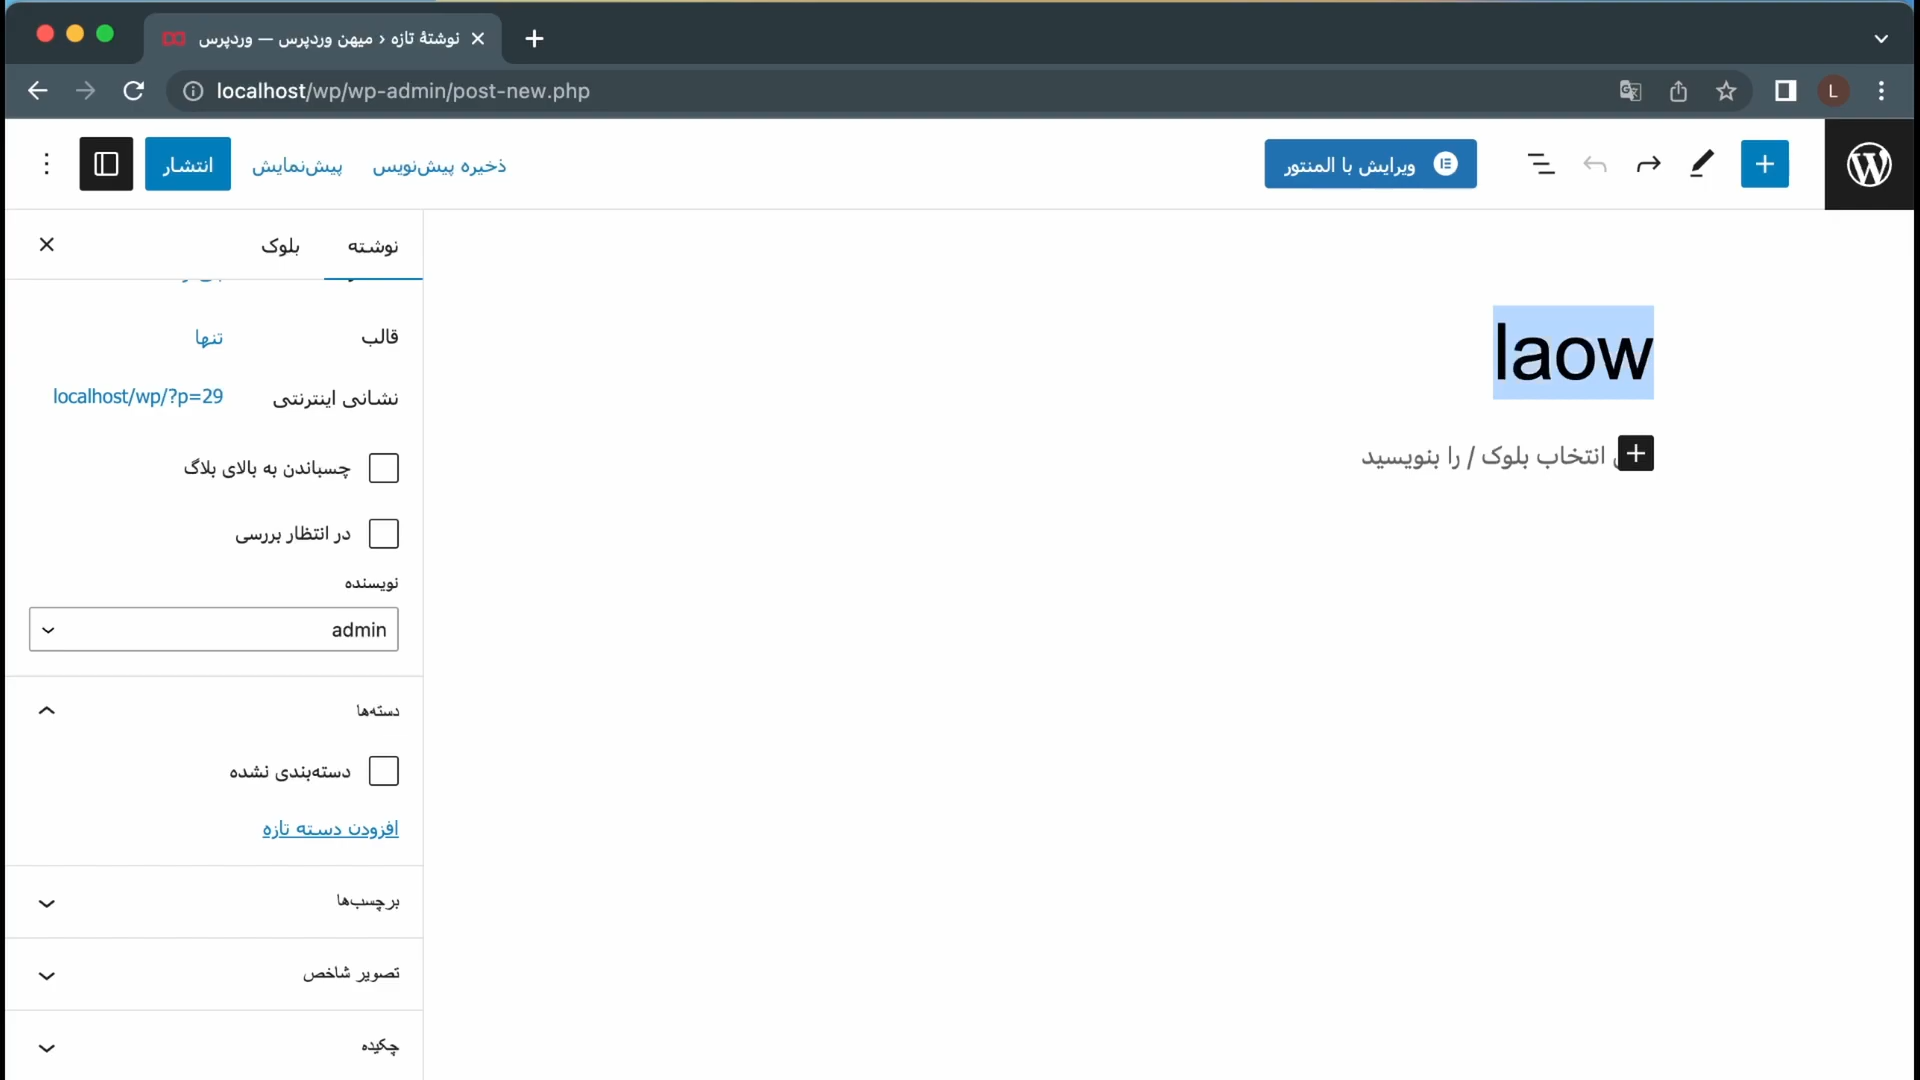 نوشتهٔ تازه ‹ میهن وردپرس — وردپرس
localhost/wp/wp-admin/post-new.php
L
ویرایش با المنتور
ذخیره پیش‌نویس
پیش‌نمایش
انتشار
نوشته
بلوک
قالب
تنها
نشانی اینترنتی
localhost/wp/?p=29
چسباندن به بالای بلاگ
در انتظار بررسی
نویسنده
admin
دسته‌ها
دسته‌بندی نشده
افزودن دسته تازه
برچسب‌ها
تصویر شاخص
چکیده
laow
انتخاب بلوک / را بنویسید